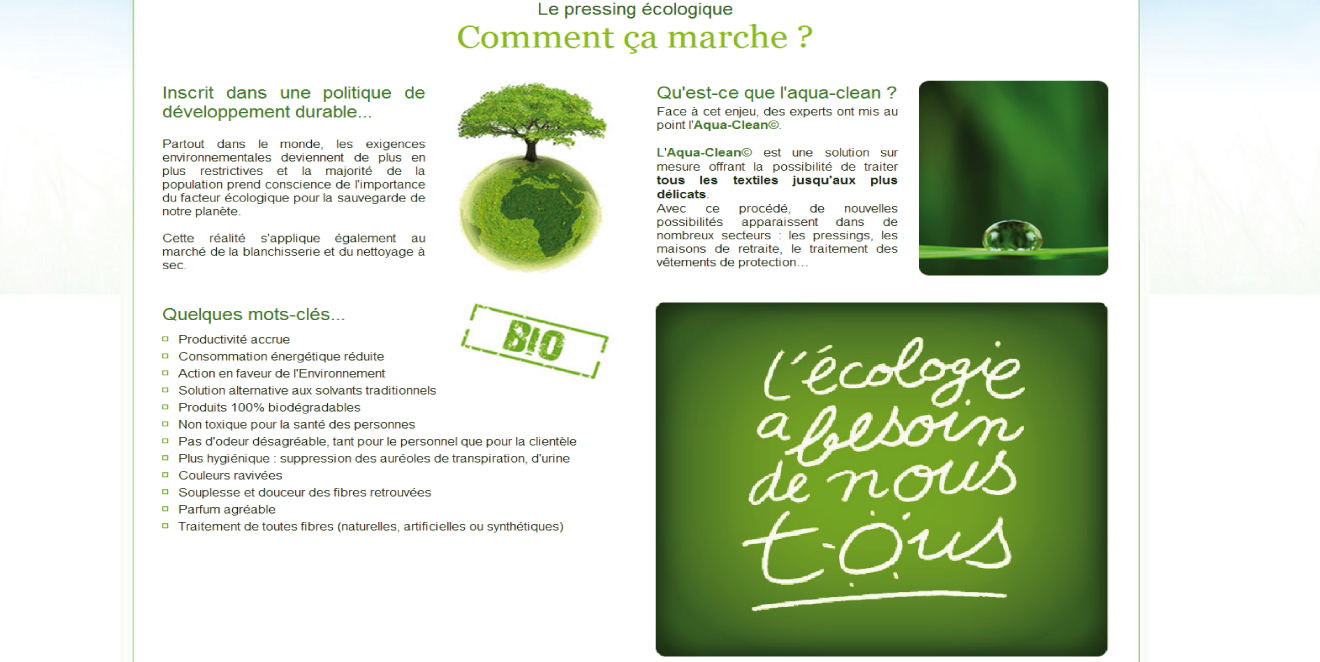 Le pressing écologique
Comment ça marche ?
Inscrit dans une politique de
développement durable...
Partout dans le monde, les exigences
environnementales deviennent de plus en
plus restrictives et la majorité de la
population prend conscience de l'importance
du facteur écologique pour la sauvegarde de
notre planète.
Cette réalité s'applique également au
marché de la blanchisserie et du nettoyage à
sec.
Qu'est-ce que l'aqua-clean ?
Face à cet enjeu, des experts ont mis au
point l'Aqua-Clean©.
L'Aqua-Clean© est une solution sur
mesure offrant la possibilité de traiter
tous les textiles jusqu'aux plus
délicats.
Avec ce procédé, de nouvelles
possibilités apparaissent dans de
nombreux secteurs : les pressings, les
maisons de retraite, le traitement des
vêtements de protection…
Quelques mots-clés...
Productivité accrue
Consommation énergétique réduite
Action en faveur de l'Environnement
Solution alternative aux solvants traditionnels
Produits 100% biodégradables
Non toxique pour la santé des personnes
Pas d'odeur désagréable, tant pour le personnel que pour la clientèle
Plus hygiénique : suppression des auréoles de transpiration, d'urine
Couleurs ravivées
Souplesse et douceur des fibres retrouvées
Parfum agréable
Traitement de toutes fibres (naturelles, artificielles ou synthétiques)
BIO
L'écologie
a besoin
de nous
t-ous